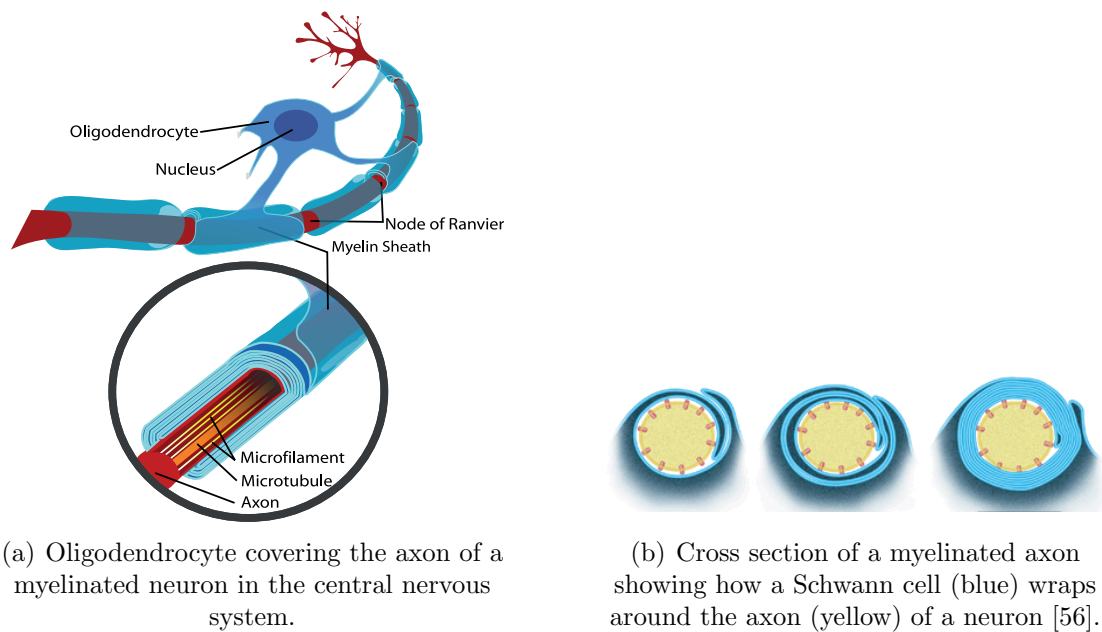 Oligodendrocyte
Nucleus
Node of Ranvier
Myelin Sheath
Microfilament
Microtubule
Axon
(a) Oligodendrocyte covering the axon of a
myelinated neuron in the central nervous
system.
(b) Cross section of a myelinated axon
showing how a Schwann cell (blue) wraps
around the axon (yellow) of a neuron [56].